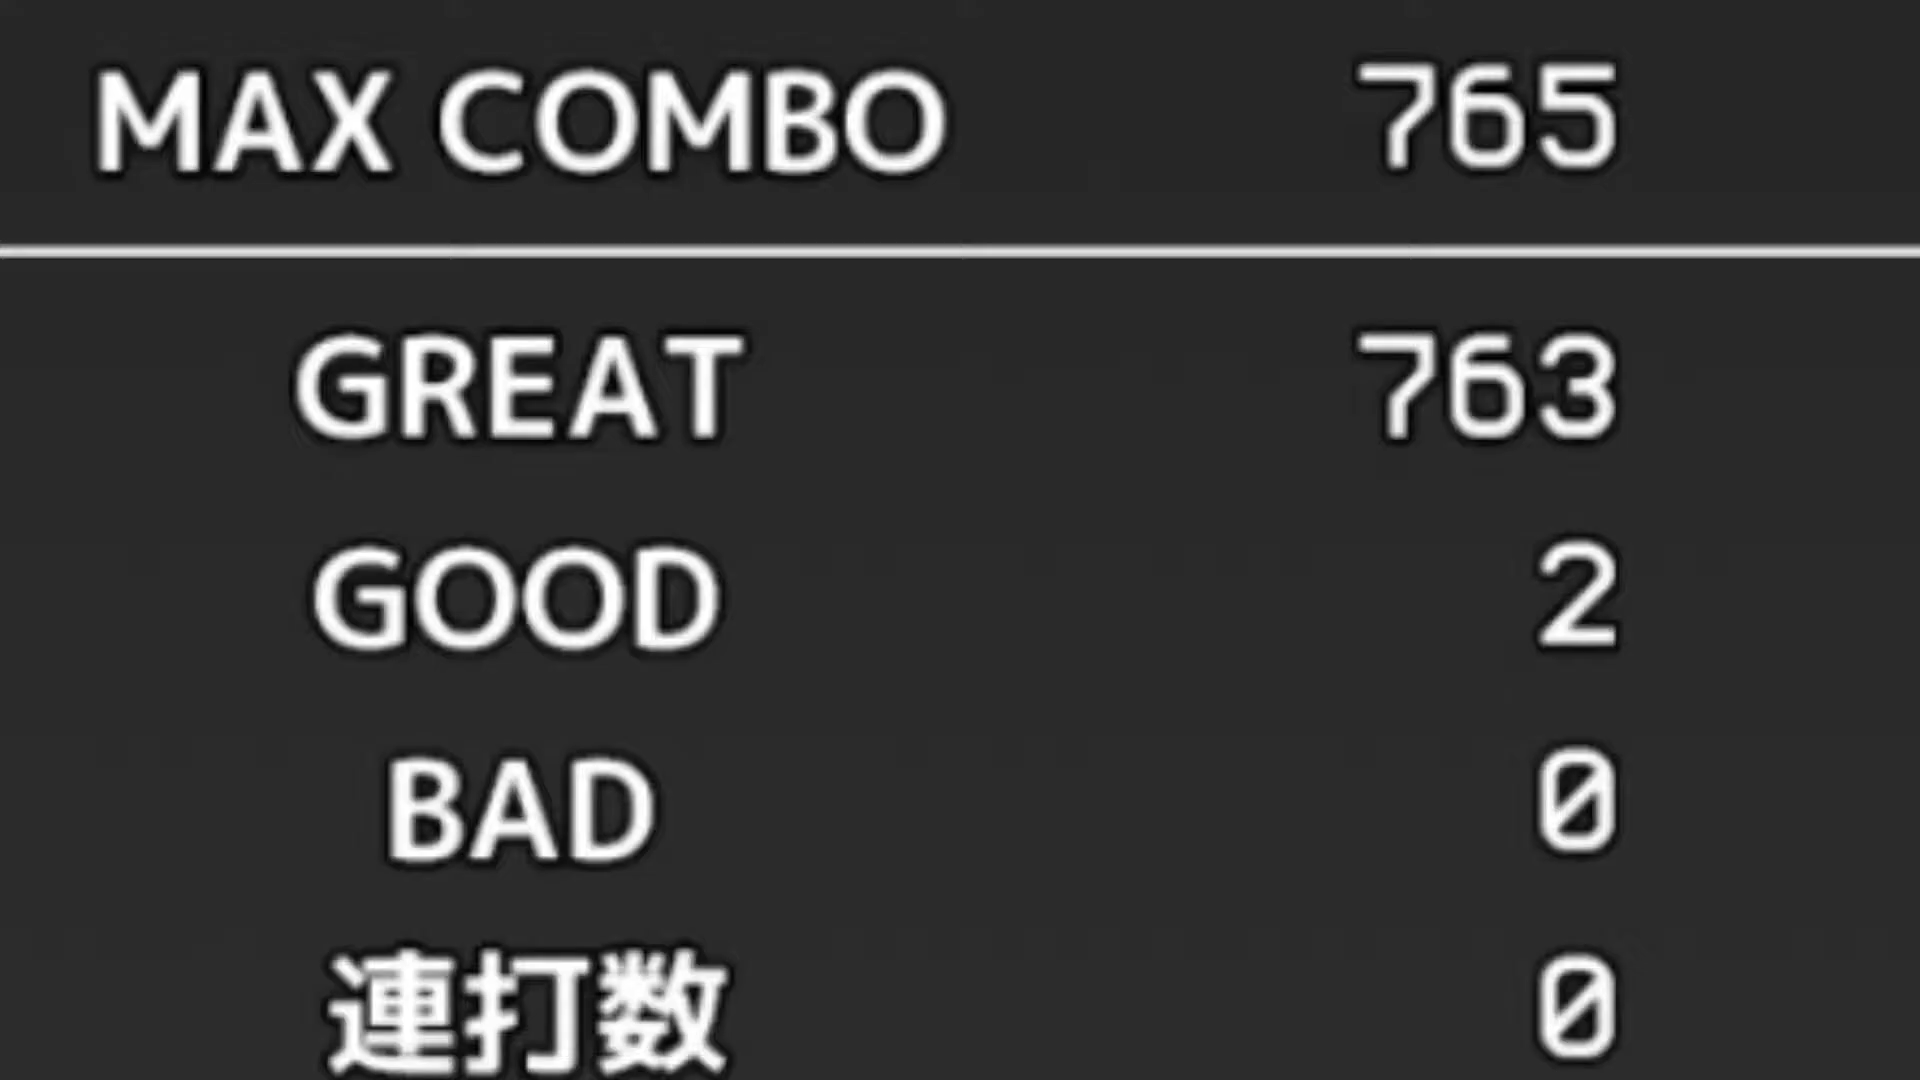 MAX COMBO 765
GREAT 763
GOOD 2
BAD 0
連打数 0